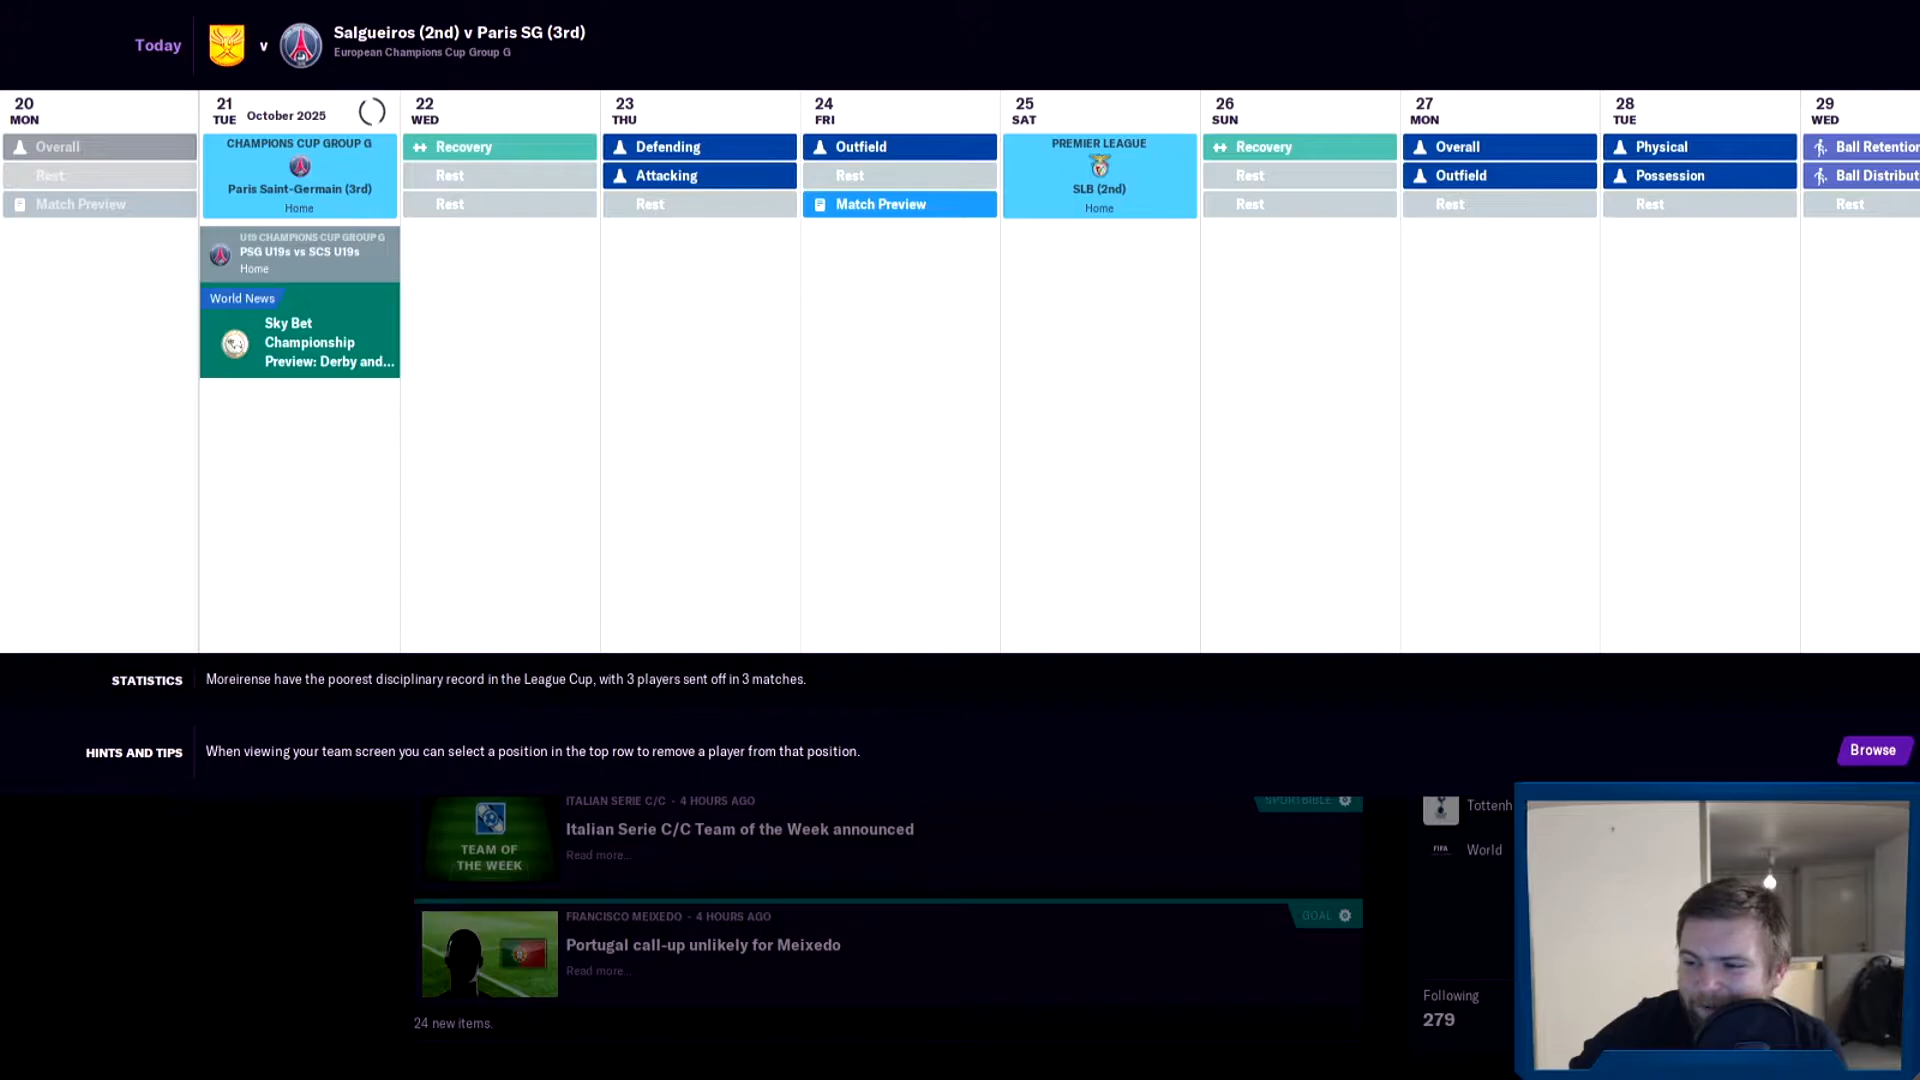 Today
v
Salgueiros (2nd) v Paris SG (3rd)
European Champions Cup Group G
20
MON
Overall
Rest
Match Preview
21
TUE October 2025
CHAMPIONS CUP GROUP G
Paris Saint-Germain (3rd)
Home
U19 CHAMPIONS CUP GROUP G
PSG U19s vs SCS U19s
Home
World News
Sky Bet
Championship
Preview: Derby and...
22
WED
Recovery
Rest
Rest
23
THU
Defending
Attacking
Rest
24
FRI
Outfield
Rest
Match Preview
25
SAT
PREMIER LEAGUE
SLB (2nd)
Home
26
SUN
Recovery
Rest
Rest
27
MON
Overall
Outfield
Rest
28
TUE
Physical
Possession
Rest
29
WED
Ball Retention
Ball Distribut
Rest
STATISTICS
Moreirense have the poorest disciplinary record in the League Cup, with 3 players sent off in 3 matches.
HINTS AND TIPS
When viewing your team screen you can select a position in the top row to remove a player from that position.
Browse
TEAM OF
THE WEEK
ITALIAN SERIE C/C - 4 HOURS AGO
Italian Serie C/C Team of the Week announced
Read more...
SPORTBIBLE
FRANCISCO MEIXEDO - 4 HOURS AGO
Portugal call-up unlikely for Meixedo
Read more...
GOAL
24 new items.
Tottenh
FIFA
World
Following
279